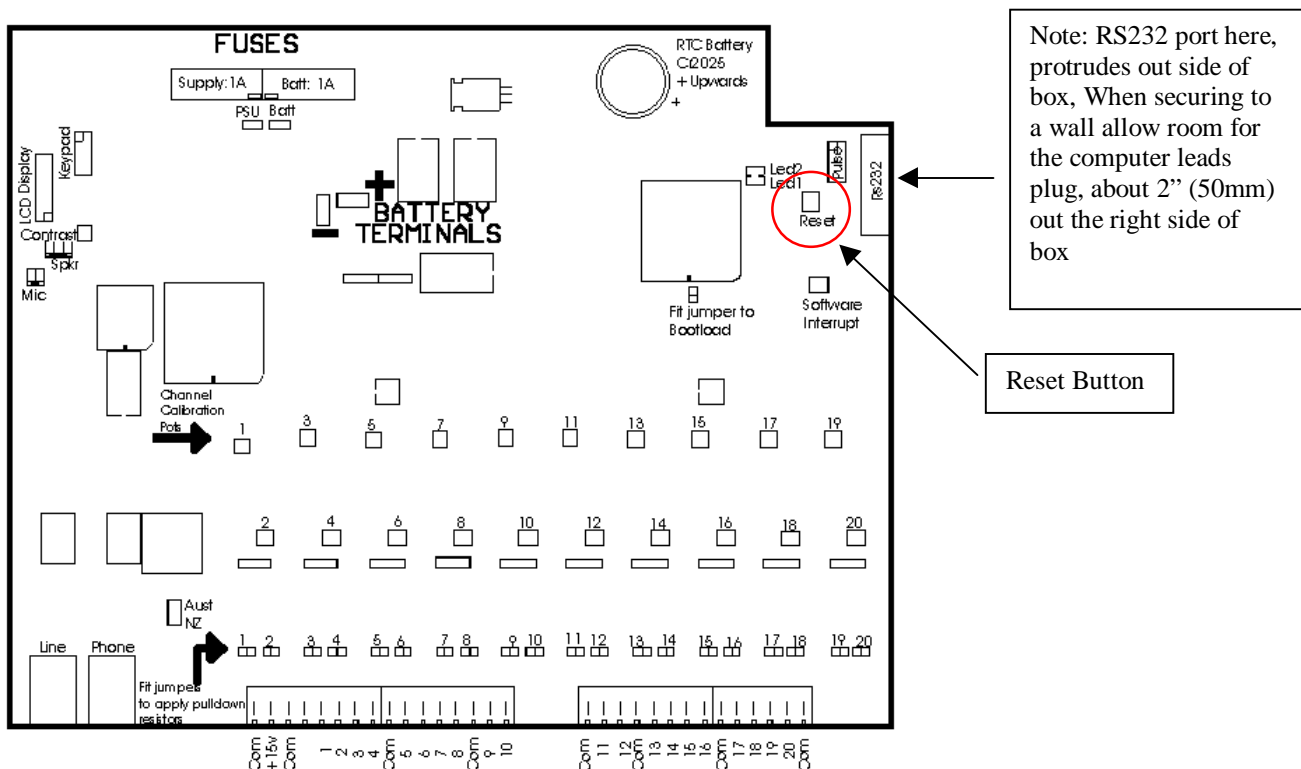 FUSES
Supply: 1A Batt: 1A
PSU Batt
RTC Battery
Cr2025
+ Upwards
+
Keypad
LCD Display
Contrast
Spkr
Mic
+
BATTERY
TERMINALS
-
Led2
Led1
Pulse
Rs232
Reset
Fit jumper to
Bootload
Software
Interrupt
Note: RS232 port here,
protrudes out side of
box, When securing to
a wall allow room for
the computer leads
plug, about 2” (50mm)
out the right side of
box
Reset Button
Channel
Calibration
Pots
1 3 5 7 9 11 13 15 17 19
2 4 6 8 10 12 14 16 18 20
Aust
NZ
Line Phone
1 2 3 4 5 6 7 8 9 10 11 12 13 14 15 16 17 18 19 20
Fit jumpers
to apply pulldown
resistors
Com +15v Com 1 2 3 4 Com 5 6 7 8 Com 9 10
Com 11 12 Com 13 14 15 16 Com 17 18 19 20 Com